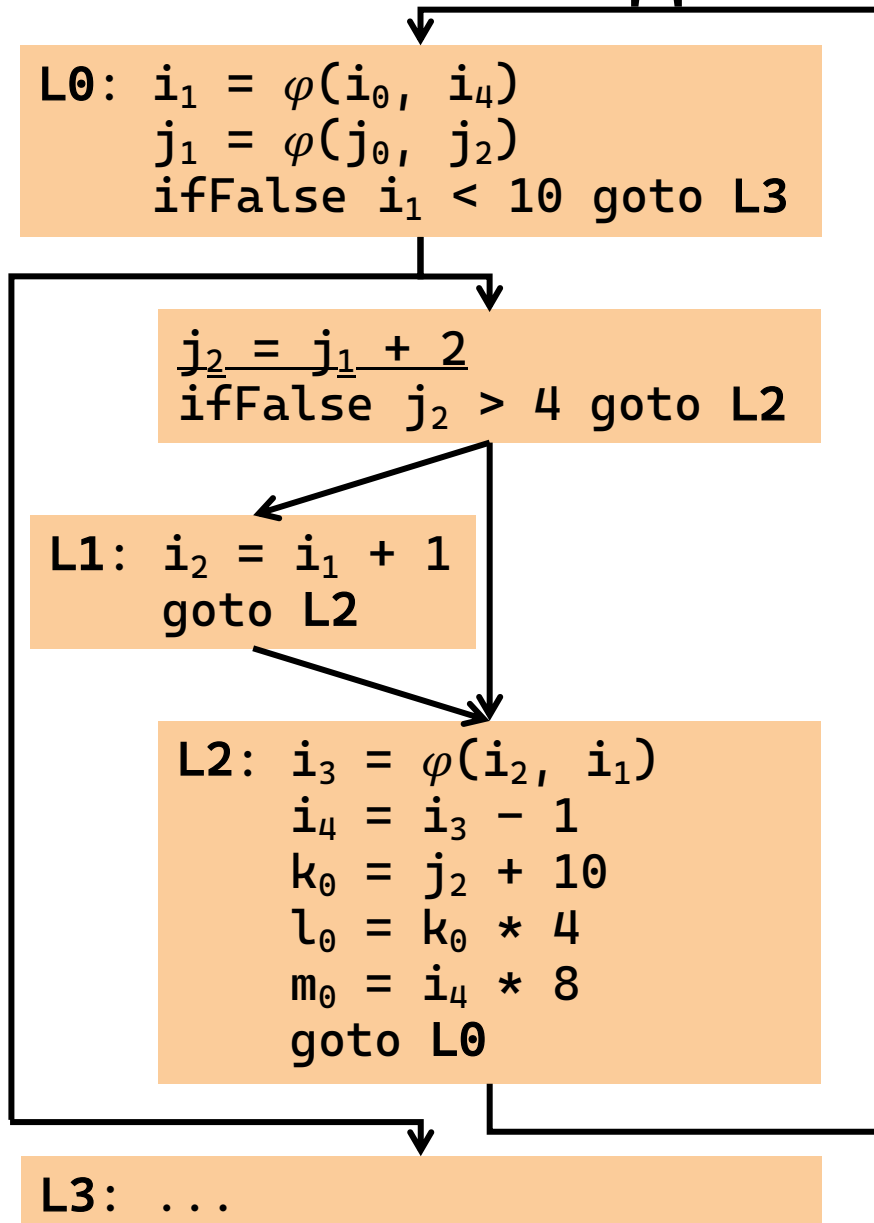 L0: i₁ = φ(i₀, i₄)
j₁ = φ(j₀, j₂)
ifFalse i₁ < 10 goto L3
j₂ = j₁ + 2
ifFalse j₂ > 4 goto L2
L1: i₂ = i₁ + 1
goto L2
L2: i₃ = φ(i₂, i₁)
i₄ = i₃ − 1
k₀ = j₂ + 10
l₀ = k₀ * 4
m₀ = i₄ * 8
goto L0
L3: ...